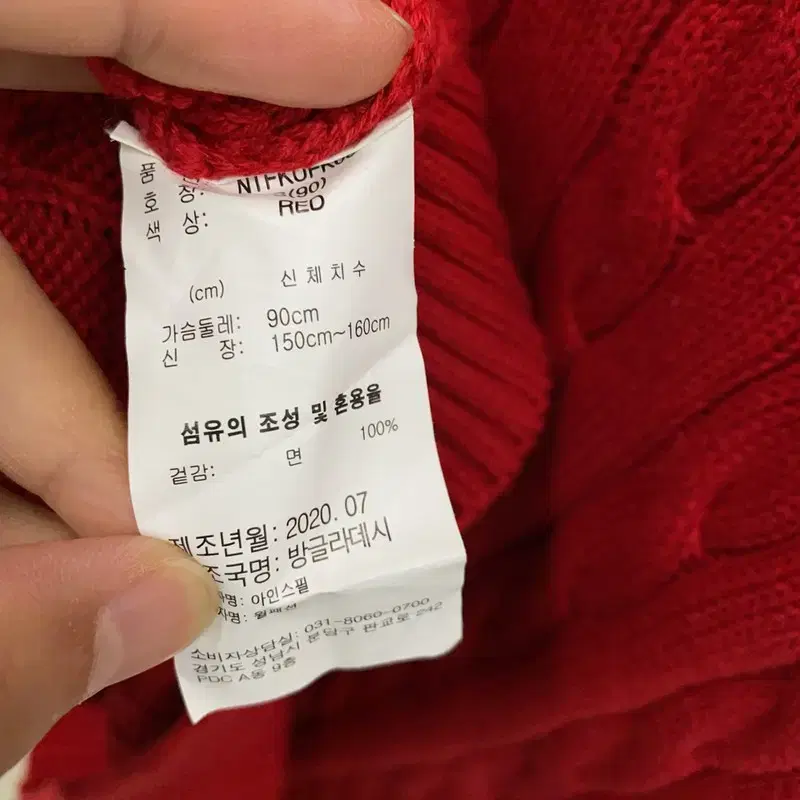 품
호 칭: (90)
색 상: RED
(cm) 신체치수
가슴둘레: 90cm
신 장: 150cm~160cm
섬유의 조성 및 혼용율
겉감: 면 100%
제조년월: 2020. 07
조국명: 방글라데시
명: 아인스필
자명:
소비자상담실: 031-8060-0700
경기도 성남시 분당구 판교로 242
PDC A동 9층